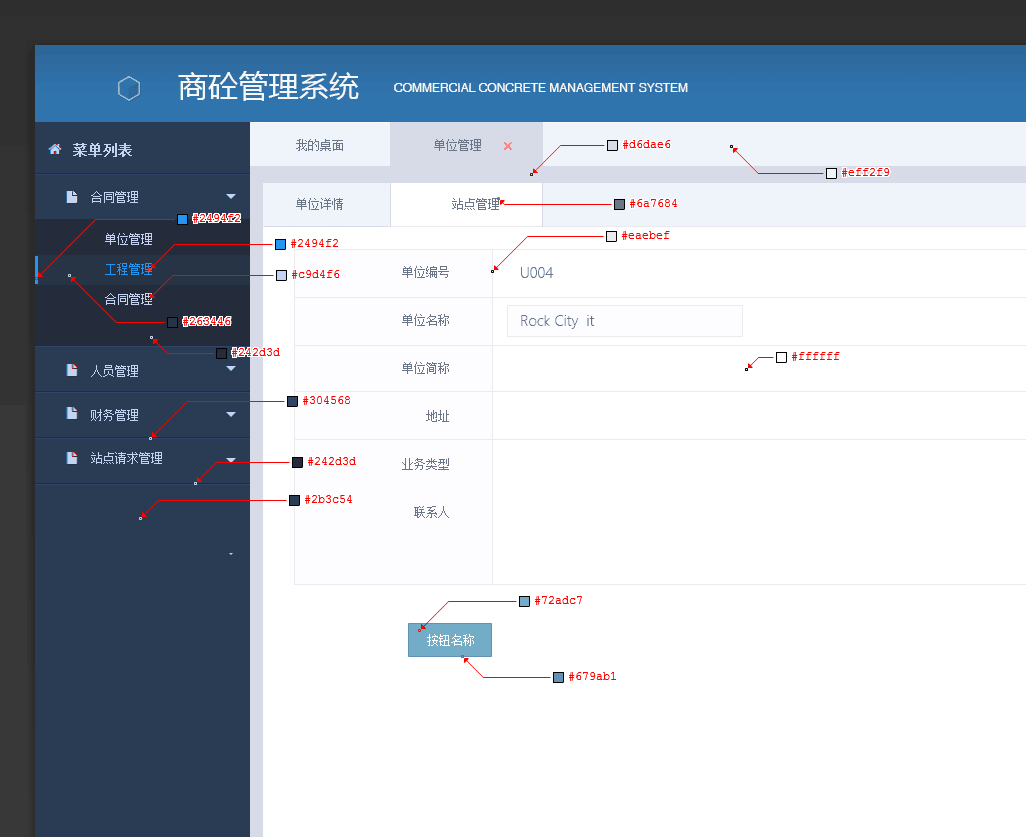 商砼管理系统 COMMERCIAL CONCRETE MANAGEMENT SYSTEM
菜单列表
我的桌面 单位管理 #d6dae6
#eff2f9
合同管理
单位详情 站点管理 #6a7684
#2494f2
单位管理 #2494f2 #eaebef
工程管理 #c9d4f6 单位编号 U004
合同管理
#263446 单位名称 Rock City it
#242d3d #ffffff
人员管理 单位简称
#304568
财务管理 地址
站点请求管理 #242d3d 业务类型
#2b3c54 联系人
#72adc7
按钮名称
#679ab1